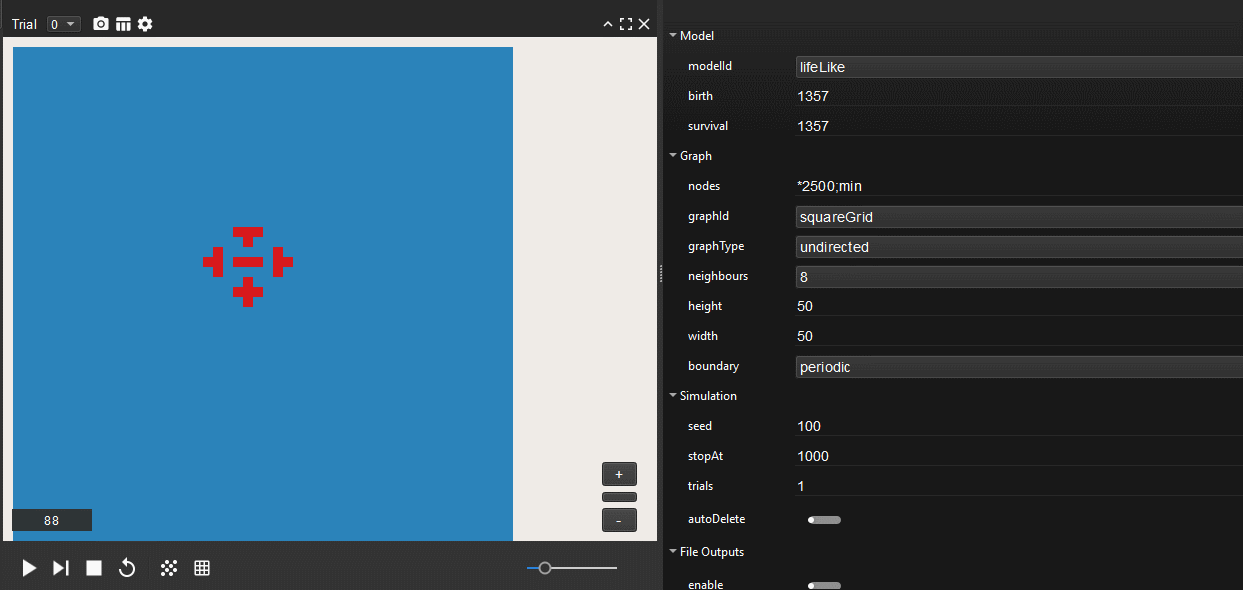 Trial 0
Model
modelId lifeLike
birth 1357
survival 1357
Graph
nodes *2500;min
graphId squareGrid
graphType undirected
neighbours 8
height 50
width 50
boundary periodic
Simulation
seed 100
stopAt 1000
trials 1
autoDelete
File Outputs
enable
+
-
88